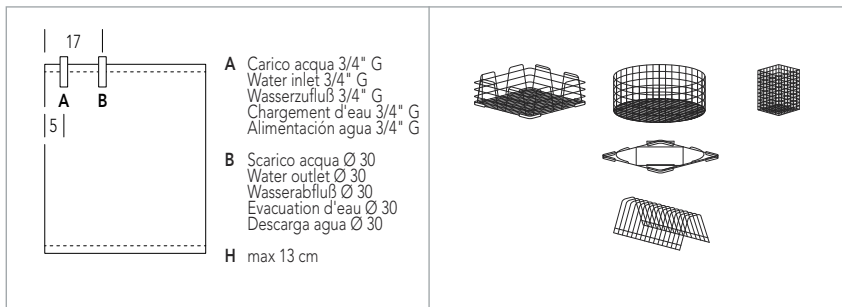 17
A B
5
A Carico acqua 3/4" G
Water inlet 3/4" G
Wasserzufluß 3/4" G
Chargement d'eau 3/4" G
Alimentación agua 3/4" G
B Scarico acqua Ø 30
Water outlet Ø 30
Wasserabfluß Ø 30
Evacuation d'eau Ø 30
Descarga agua Ø 30
H max 13 cm